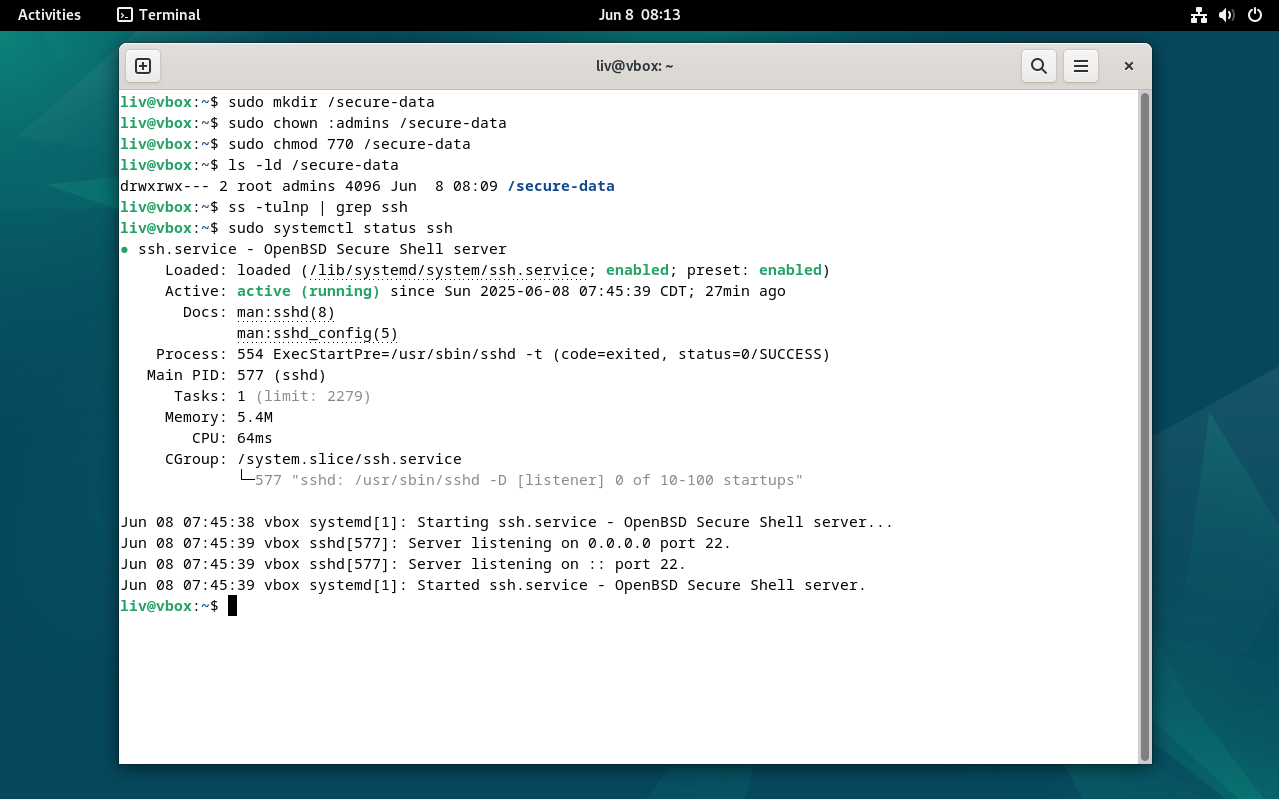 Activities Terminal Jun 8 08:13
liv@vbox: ~
liv@vbox:~$ sudo mkdir /secure-data
liv@vbox:~$ sudo chown :admins /secure-data
liv@vbox:~$ sudo chmod 770 /secure-data
liv@vbox:~$ ls -ld /secure-data
drwxrwx--- 2 root admins 4096 Jun  8 08:09 /secure-data
liv@vbox:~$ ss -tulnp | grep ssh
liv@vbox:~$ sudo systemctl status ssh
● ssh.service - OpenBSD Secure Shell server
     Loaded: loaded (/lib/systemd/system/ssh.service; enabled; preset: enabled)
     Active: active (running) since Sun 2025-06-08 07:45:39 CDT; 27min ago
       Docs: man:sshd(8)
             man:sshd_config(5)
    Process: 554 ExecStartPre=/usr/sbin/sshd -t (code=exited, status=0/SUCCESS)
   Main PID: 577 (sshd)
      Tasks: 1 (limit: 2279)
     Memory: 5.4M
        CPU: 64ms
     CGroup: /system.slice/ssh.service
             └─577 "sshd: /usr/sbin/sshd -D [listener] 0 of 10-100 startups"
Jun 08 07:45:38 vbox systemd[1]: Starting ssh.service - OpenBSD Secure Shell server...
Jun 08 07:45:39 vbox sshd[577]: Server listening on 0.0.0.0 port 22.
Jun 08 07:45:39 vbox sshd[577]: Server listening on :: port 22.
Jun 08 07:45:39 vbox systemd[1]: Started ssh.service - OpenBSD Secure Shell server.
liv@vbox:~$